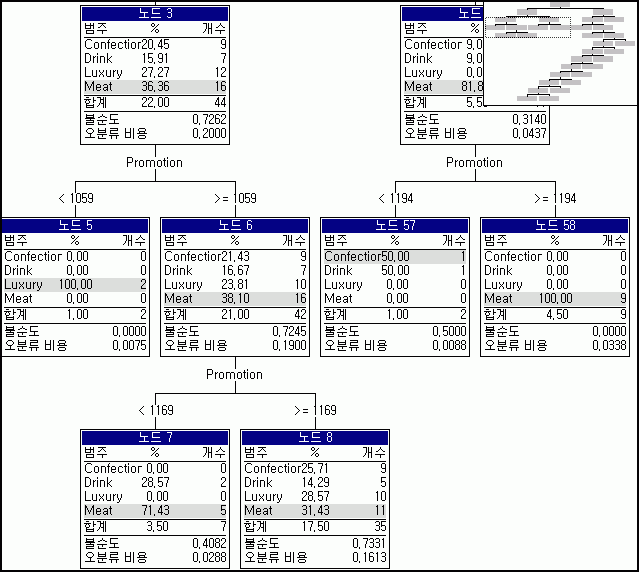 노드 3
범주 % 개수
Confection 20,45 9
Drink 15,91 7
Luxury 27,27 12
Meat 36,36 16
합계 22,00 44
불순도 0,7262
오분류 비용 0,2000
Promotion
< 1059 >= 1059
노드
범주 %
Confection 9,0
Drink 9,0
Luxury 0,0
Meat 81,8
합계 5,5
불순도 0,3140
오분류 비용 0,0437
Promotion
< 1194 >= 1194
노드 5
범주 % 개수
Confection 0,00 0
Drink 0,00 0
Luxury 100,00 2
Meat 0,00 0
합계 1,00 2
불순도 0,0000
오분류 비용 0,0075
노드 6
범주 % 개수
Confection 21,43 9
Drink 16,67 7
Luxury 23,81 10
Meat 38,10 16
합계 21,00 42
불순도 0,7245
오분류 비용 0,1900
노드 57
범주 % 개수
Confection 50,00 1
Drink 50,00 1
Luxury 0,00 0
Meat 0,00 0
합계 1,00 2
불순도 0,5000
오분류 비용 0,0088
노드 58
범주 % 개수
Confection 0,00 0
Drink 0,00 0
Luxury 0,00 0
Meat 100,00 9
합계 4,50 9
불순도 0,0000
오분류 비용 0,0338
Promotion
< 1169 >= 1169
노드 7
범주 % 개수
Confection 0,00 0
Drink 28,57 2
Luxury 0,00 0
Meat 71,43 5
합계 3,50 7
불순도 0,4082
오분류 비용 0,0288
노드 8
범주 % 개수
Confection 25,71 9
Drink 14,29 5
Luxury 28,57 10
Meat 31,43 11
합계 17,50 35
불순도 0,7331
오분류 비용 0,1613